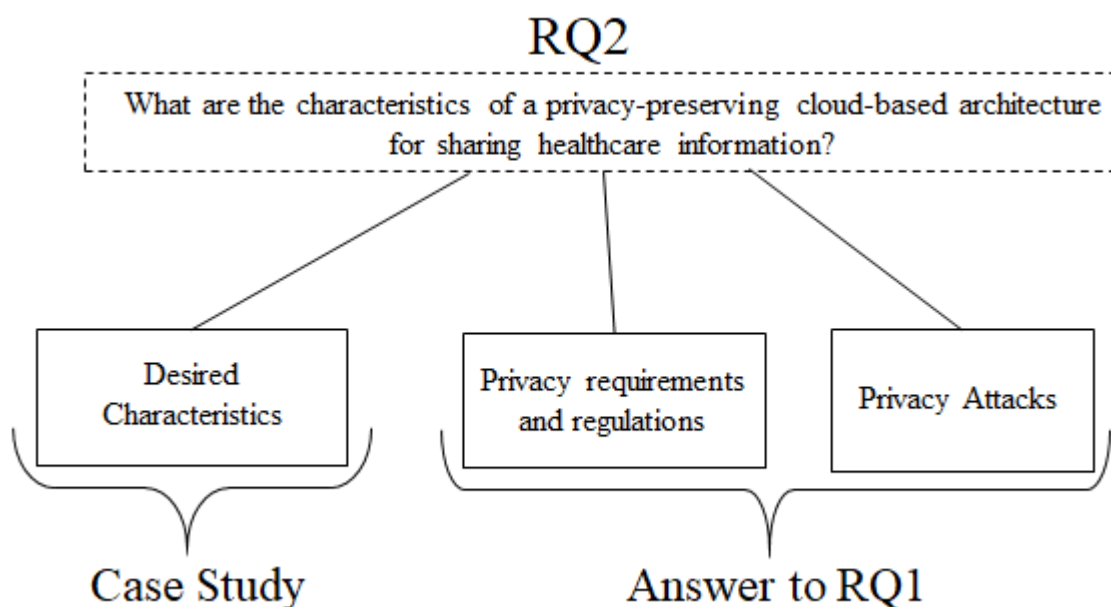 RQ2
What are the characteristics of a privacy-preserving cloud-based architecture
for sharing healthcare information?
Desired
Characteristics
Privacy requirements
and regulations
Privacy Attacks
Case Study
Answer to RQ1